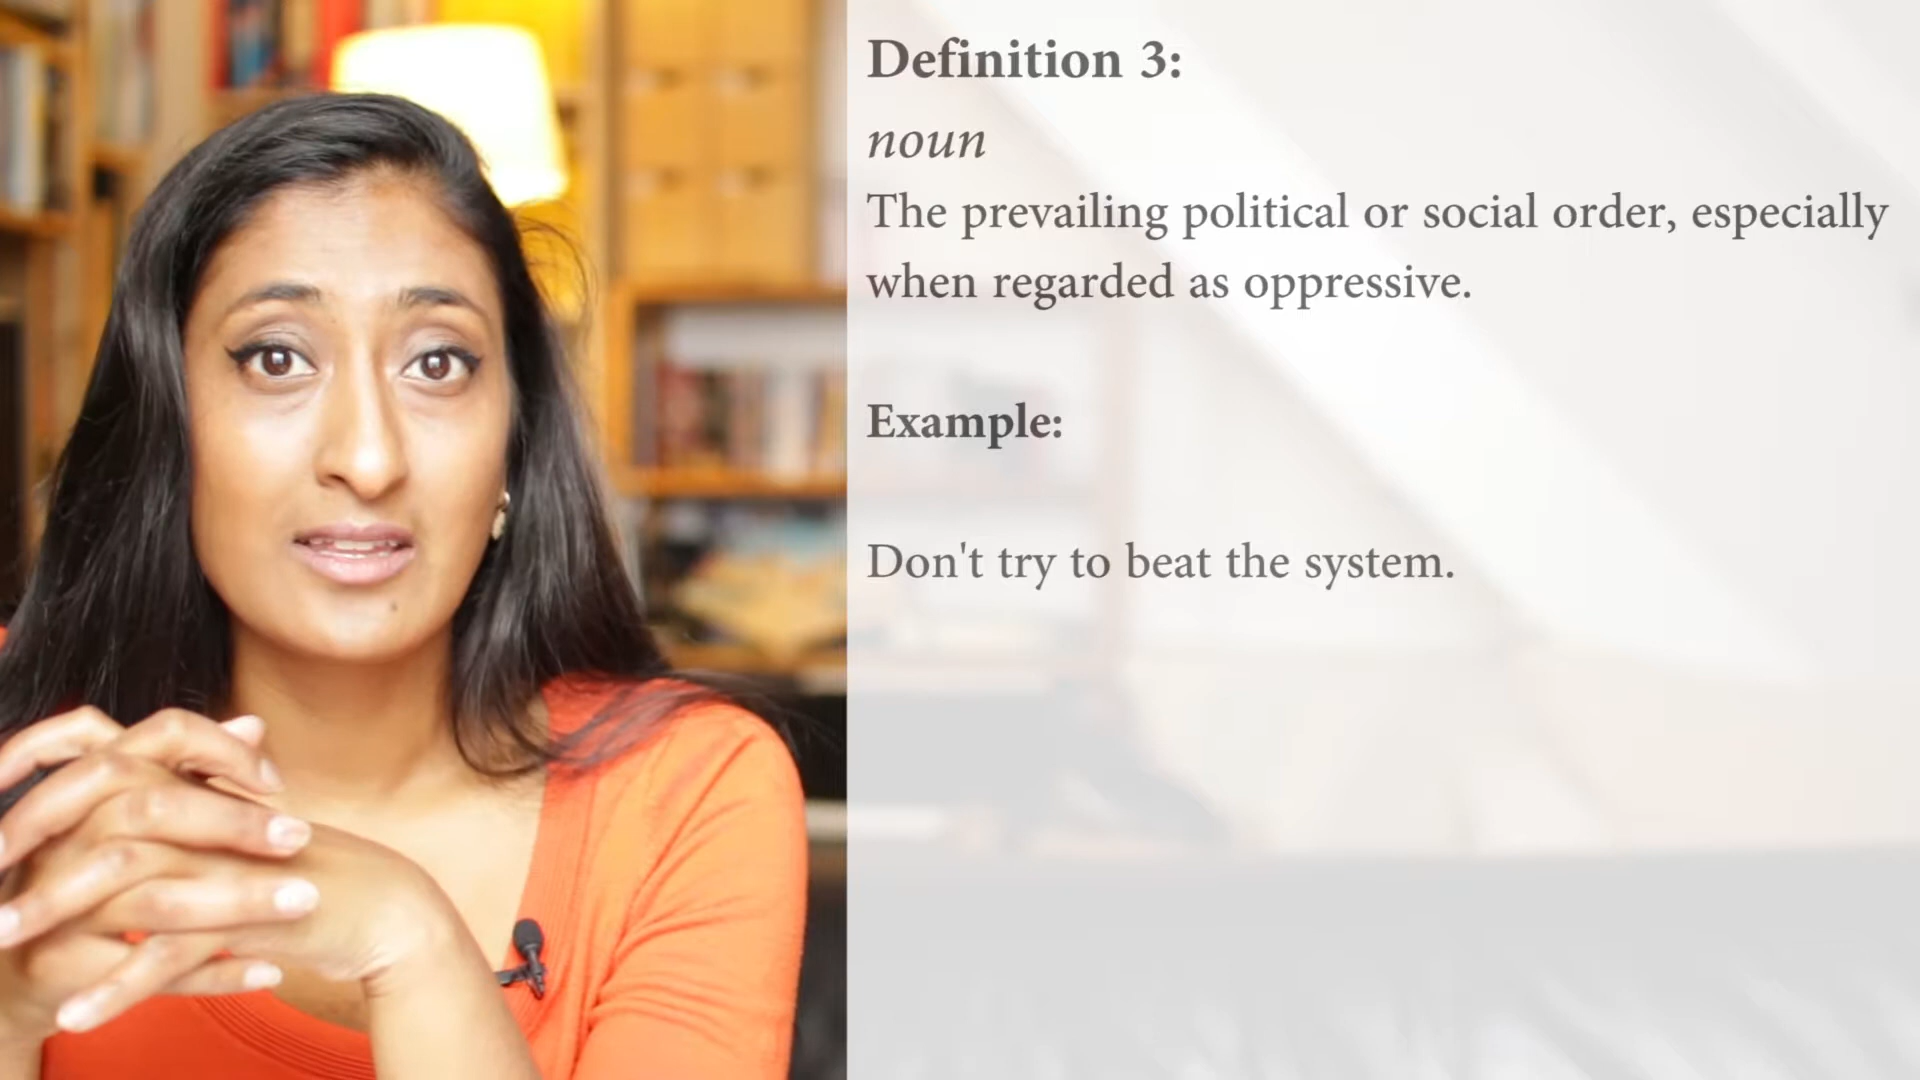 Definition 3:
noun
The prevailing political or social order, especially
when regarded as oppressive.
Example:
Don't try to beat the system.